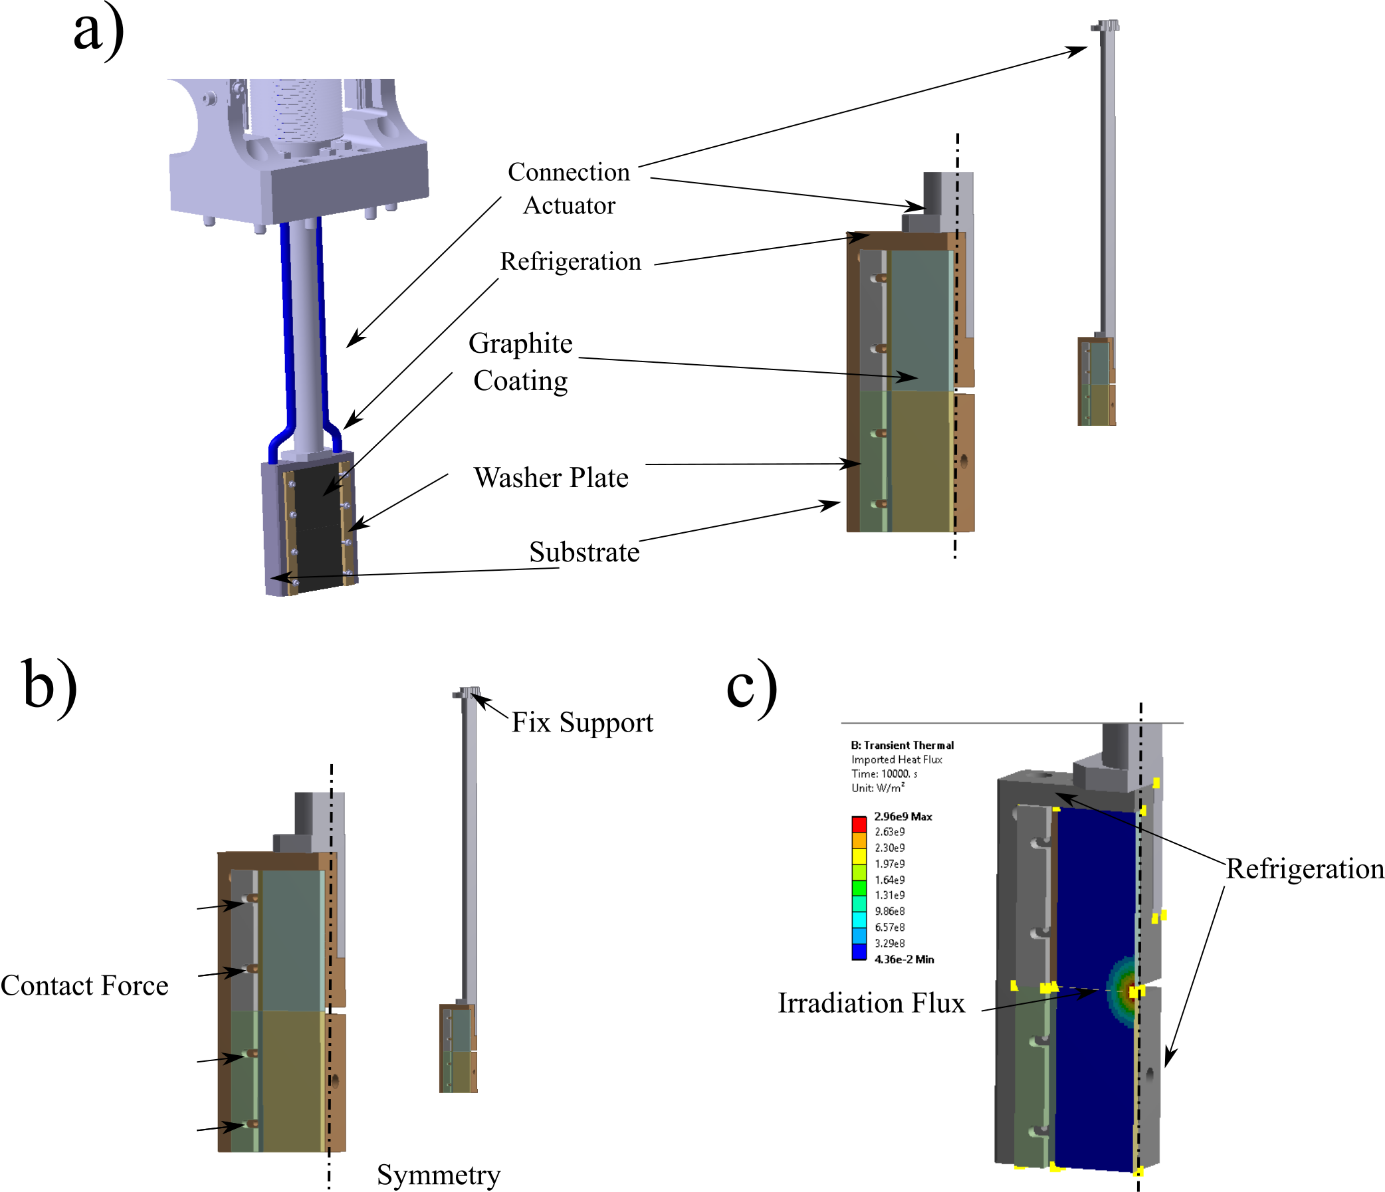 a)
Connection
Actuator
Refrigeration
Graphite
Coating
Washer Plate
Substrate
b)
Fix Support
Contact Force
Symmetry
c)
B: Transient Thermal
Imported Heat Flux
Time: 10000. s
Unit: W/m²
2.96e9 Max
2.63e9
2.30e9
1.97e9
1.64e9
1.31e9
9.86e8
6.57e8
3.29e8
4.36e-2 Min
Refrigeration
Irradiation Flux